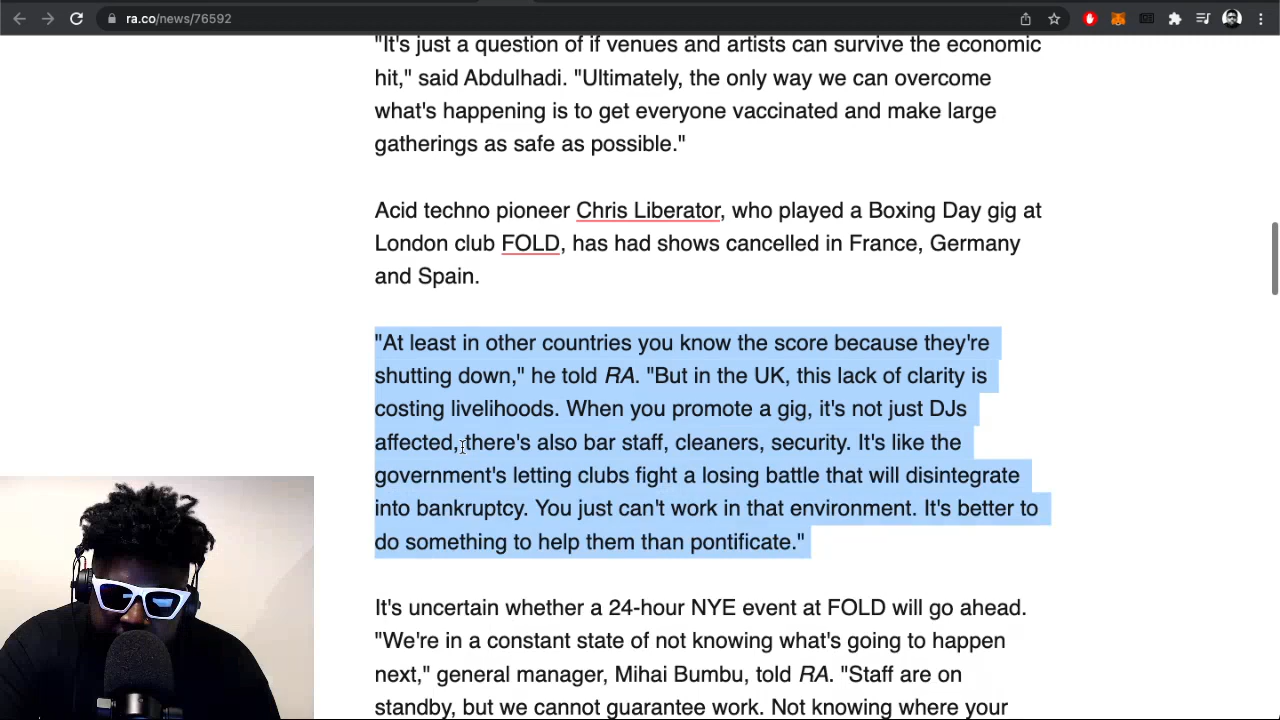 ra.co/news/76592
"It's just a question of if venues and artists can survive the economic
hit," said Abdulhadi. "Ultimately, the only way we can overcome
what's happening is to get everyone vaccinated and make large
gatherings as safe as possible."
Acid techno pioneer Chris Liberator, who played a Boxing Day gig at
London club FOLD, has had shows cancelled in France, Germany
and Spain.
"At least in other countries you know the score because they're
shutting down," he told RA. "But in the UK, this lack of clarity is
costing livelihoods. When you promote a gig, it's not just DJs
affected, there's also bar staff, cleaners, security. It's like the
government's letting clubs fight a losing battle that will disintegrate
into bankruptcy. You just can't work in that environment. It's better to
do something to help them than pontificate."
It's uncertain whether a 24-hour NYE event at FOLD will go ahead.
"We're in a constant state of not knowing what's going to happen
next," general manager, Mihai Bumbu, told RA. "Staff are on
standby, but we cannot guarantee work. Not knowing where your